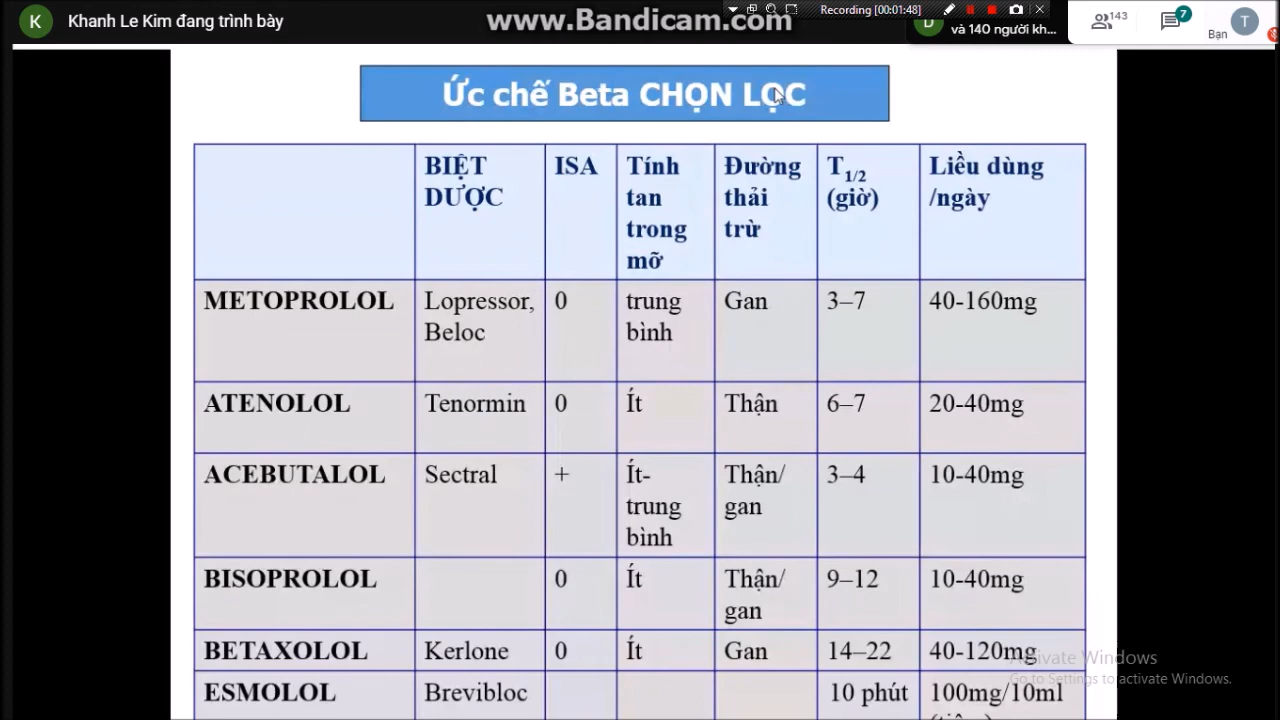 K
Khanh Le Kim đang trình bày
www.Bandicam.com
Recording [00:01:48]
D
và 140 người kh...
143
7
Bạn
T
Ức chế Beta CHỌN LỌC
BIỆT DƯỢC
ISA
Tính tan trong mỡ
Đường thải trừ
T1/2 (giờ)
Liều dùng /ngày
METOPROLOL
Lopressor, Beloc
0
trung bình
Gan
3–7
40-160mg
ATENOLOL
Tenormin
0
Ít
Thận
6–7
20-40mg
ACEBUTALOL
Sectral
+
Ít- trung bình
Thận/ gan
3–4
10-40mg
BISOPROLOL
0
Ít
Thận/ gan
9–12
10-40mg
BETAXOLOL
Kerlone
0
Ít
Gan
14–22
40-120mg
ESMOLOL
Brevibloc
10 phút
100mg/10ml
Activate Windows
Go to Settings to activate Windows.